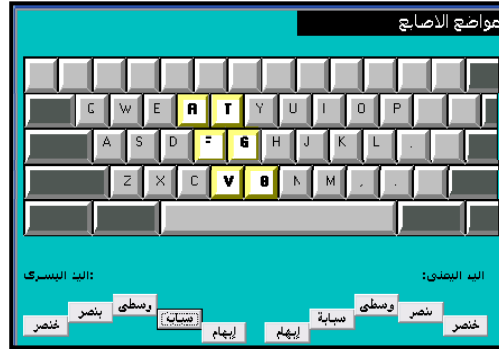 مواضع الاصابع
G W E A T Y U I O P
A S D F G H J K L .
Z X C V B N M , .
اليد اليسرى: اليد اليمنى:
خنصر بنصر وسطى سبابة إبهام إبهام سبابة وسطى بنصر خنصر